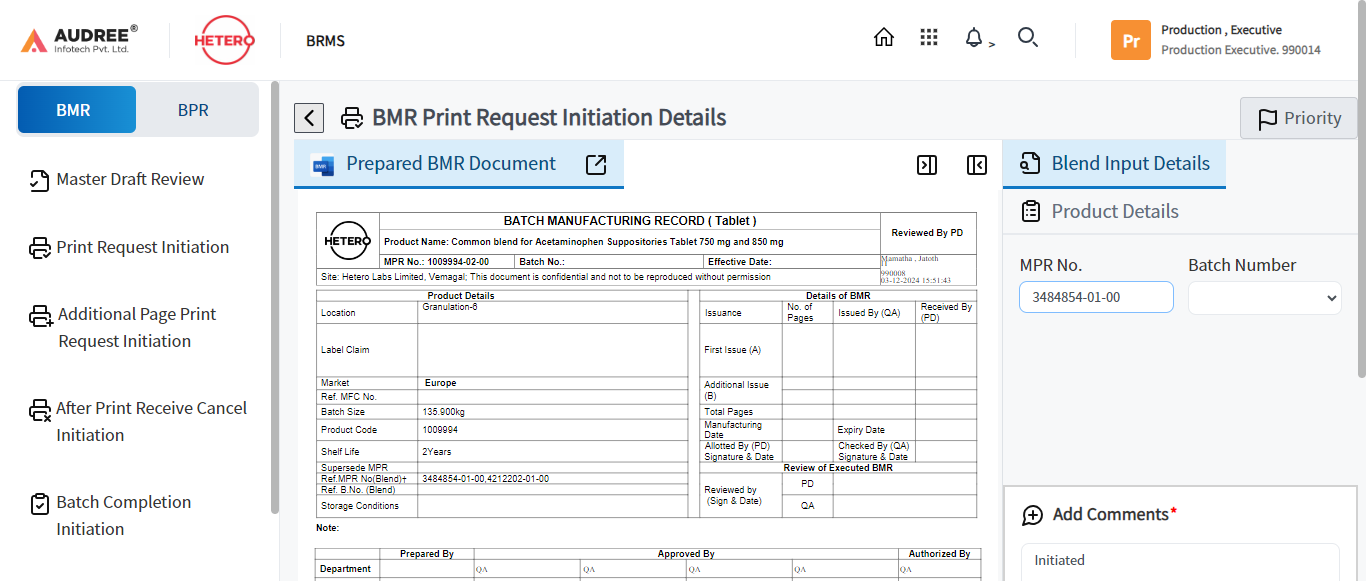 AUDREE®
Infotech Pvt. Ltd.
HETERO
BRMS
>
Pr
Production , Executive
Production Executive. 990014
BMR
BPR
Master Draft Review
Print Request Initiation
Additional Page Print
Request Initiation
After Print Receive Cancel
Initiation
Batch Completion
Initiation
BMR Print Request Initiation Details
Priority
Prepared BMR Document
HETERO
BATCH MANUFACTURING RECORD ( Tablet )
Product Name: Common blend for Acetaminophen Suppositories Tablet 750 mg and 850 mg
MPR No.: 1009994-02-00
Batch No.:
Effective Date:
Site: Hetero Labs Limited, Vemagal; This document is confidential and not to be reproduced without permission
Reviewed By PD
Mamatha , Jatoth
990008
03-12-2024 15:51:43
Product Details
Location
Granulation-6
Label Claim
Market
Europe
Ref. MFC No.
Batch Size
135.900kg
Product Code
1009994
Shelf Life
2Years
Supersede MPR
Ref.MPR No(Blend)+
3484854-01-00,4212202-01-00
Ref. B.No. (Blend)
Storage Conditions
Details of BMR
Issuance
No. of
Pages
Issued By (QA)
Received By
(PD)
First Issue (A)
Additional Issue
(B)
Total Pages
Manufacturing
Date
Expiry Date
Allotted By (PD)
Signature & Date
Checked By (QA)
Signature & Date
Review of Executed BMR
Reviewed by
(Sign & Date)
PD
QA
Note:
Prepared By
Approved By
Authorized By
Department
QA
QA
QA
QA
QA
Blend Input Details
Product Details
MPR No.
Batch Number
3484854-01-00
Add Comments*
Initiated